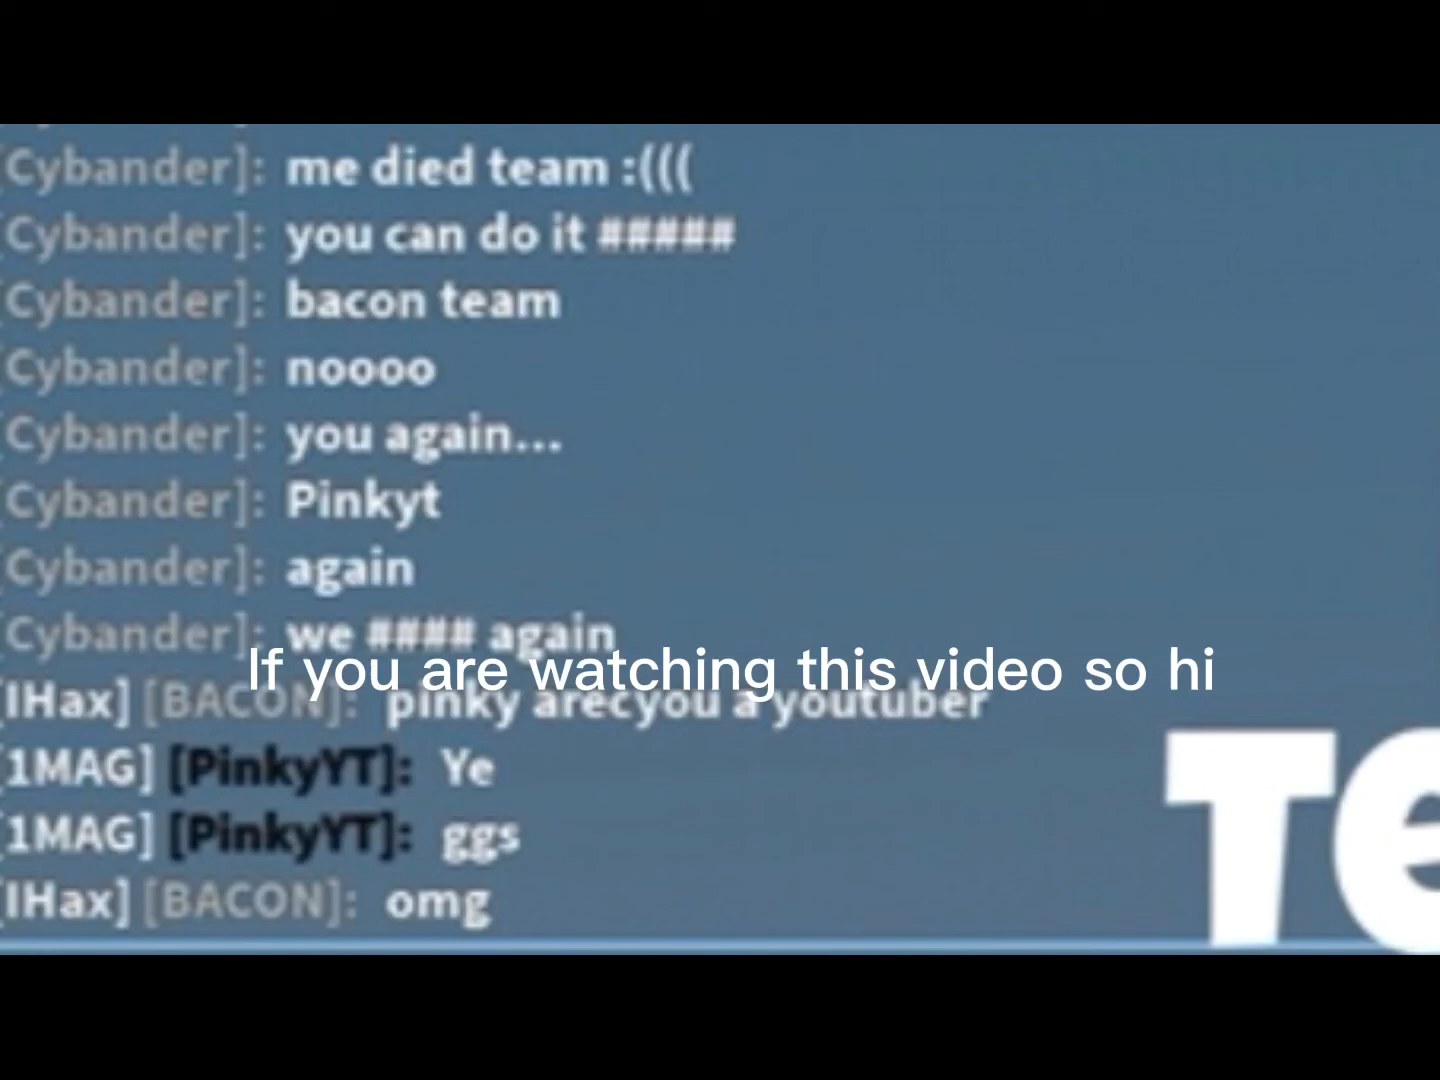 [Cybander]: me died team :(((
[Cybander]: you can do it #####
[Cybander]: bacon team
[Cybander]: noooo
[Cybander]: you again...
[Cybander]: Pinkyt
[Cybander]: again
[Cybander]: we #### again
If you are watching this video so hi
[IHax] [BACON]: pinky arecyou a youtuber
[1MAG] [PinkyYT]: Ye
[1MAG] [PinkyYT]: ggs
[IHax] [BACON]: omg
Te